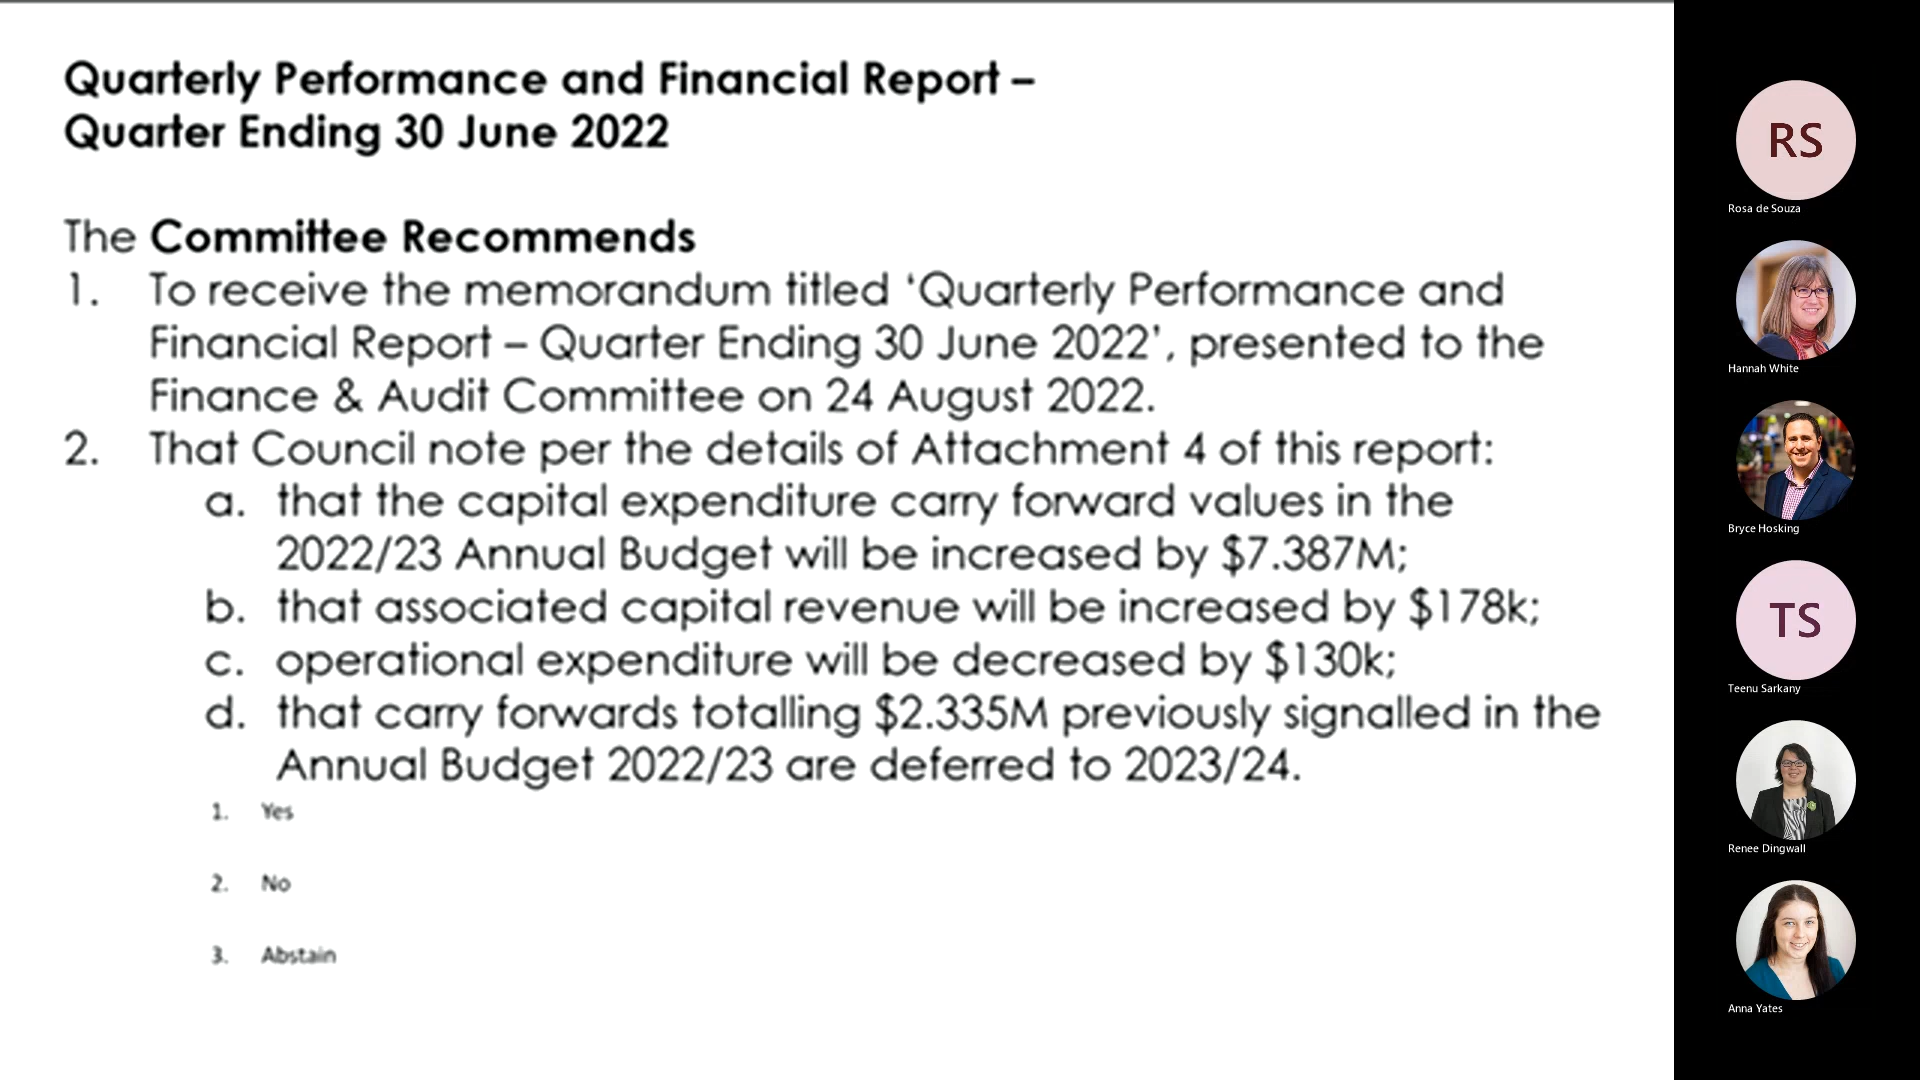 Quarterly Performance and Financial Report –
Quarter Ending 30 June 2022
The Committee Recommends
1. To receive the memorandum titled ‘Quarterly Performance and
Financial Report – Quarter Ending 30 June 2022’, presented to the
Finance & Audit Committee on 24 August 2022.
2. That Council note per the details of Attachment 4 of this report:
a. that the capital expenditure carry forward values in the
2022/23 Annual Budget will be increased by $7.387M;
b. that associated capital revenue will be increased by $178k;
c. operational expenditure will be decreased by $130k;
d. that carry forwards totalling $2.335M previously signalled in the
Annual Budget 2022/23 are deferred to 2023/24.
1. Yes
2. No
3. Abstain
RS
Rosa de Souza
Hannah White
Bryce Hosking
TS
Teenu Sarkany
Renee Dingwall
Anna Yates